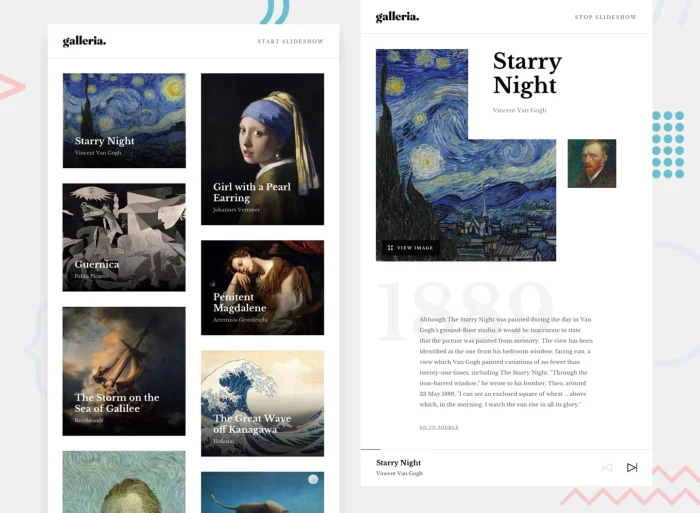 galleria.
START SLIDESHOW
Starry Night
Vincent Van Gogh
Girl with a Pearl
Earring
Johannes Vermeer
Guernica
Pablo Picasso
Penitent
Magdalene
Artemisia Gentileschi
The Storm on the
Sea of Galilee
Rembrandt
The Great Wave
off Kanagawa
Hokusai
galleria.
STOP SLIDESHOW
Starry
Night
Vincent Van Gogh
VIEW IMAGE
1889
Although The Starry Night was painted during the day in Van
Gogh's ground-floor studio, it would be inaccurate to state
that the picture was painted from memory. The view has been
identified as the one from his bedroom window, facing east, a
view which Van Gogh painted variations of no fewer than
twenty-one times, including The Starry Night. "Through the
iron-barred window," he wrote to his brother, Theo, around
23 May 1889, "I can see an enclosed square of wheat ... above
which, in the morning, I watch the sun rise in all its glory."
GO TO SOURCE
Starry Night
Vincent Van Gogh